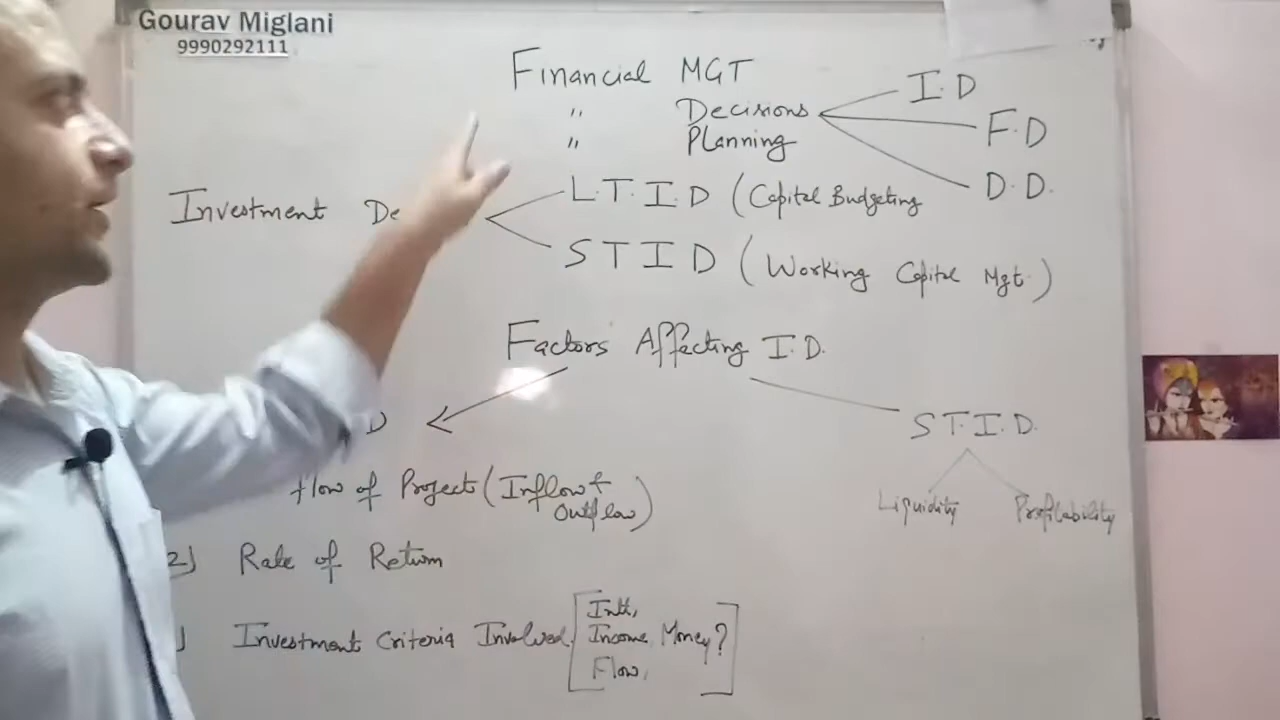 Gourav Miglani
9990292111
Financial MGT
" Decisions I.D
" Planning F.D
D.D.
Investment De
L.T.I.D (Capital Budgeting
STID (Working Capital Mgt.)
Factors Affecting I.D.
D
S.T.I.D.
flow of Project (Inflow &
Outflow)
Liquidity Profitability
2) Rate of Return
) Investment Criteria Involved [Intt,
Income Money?
Flow,]